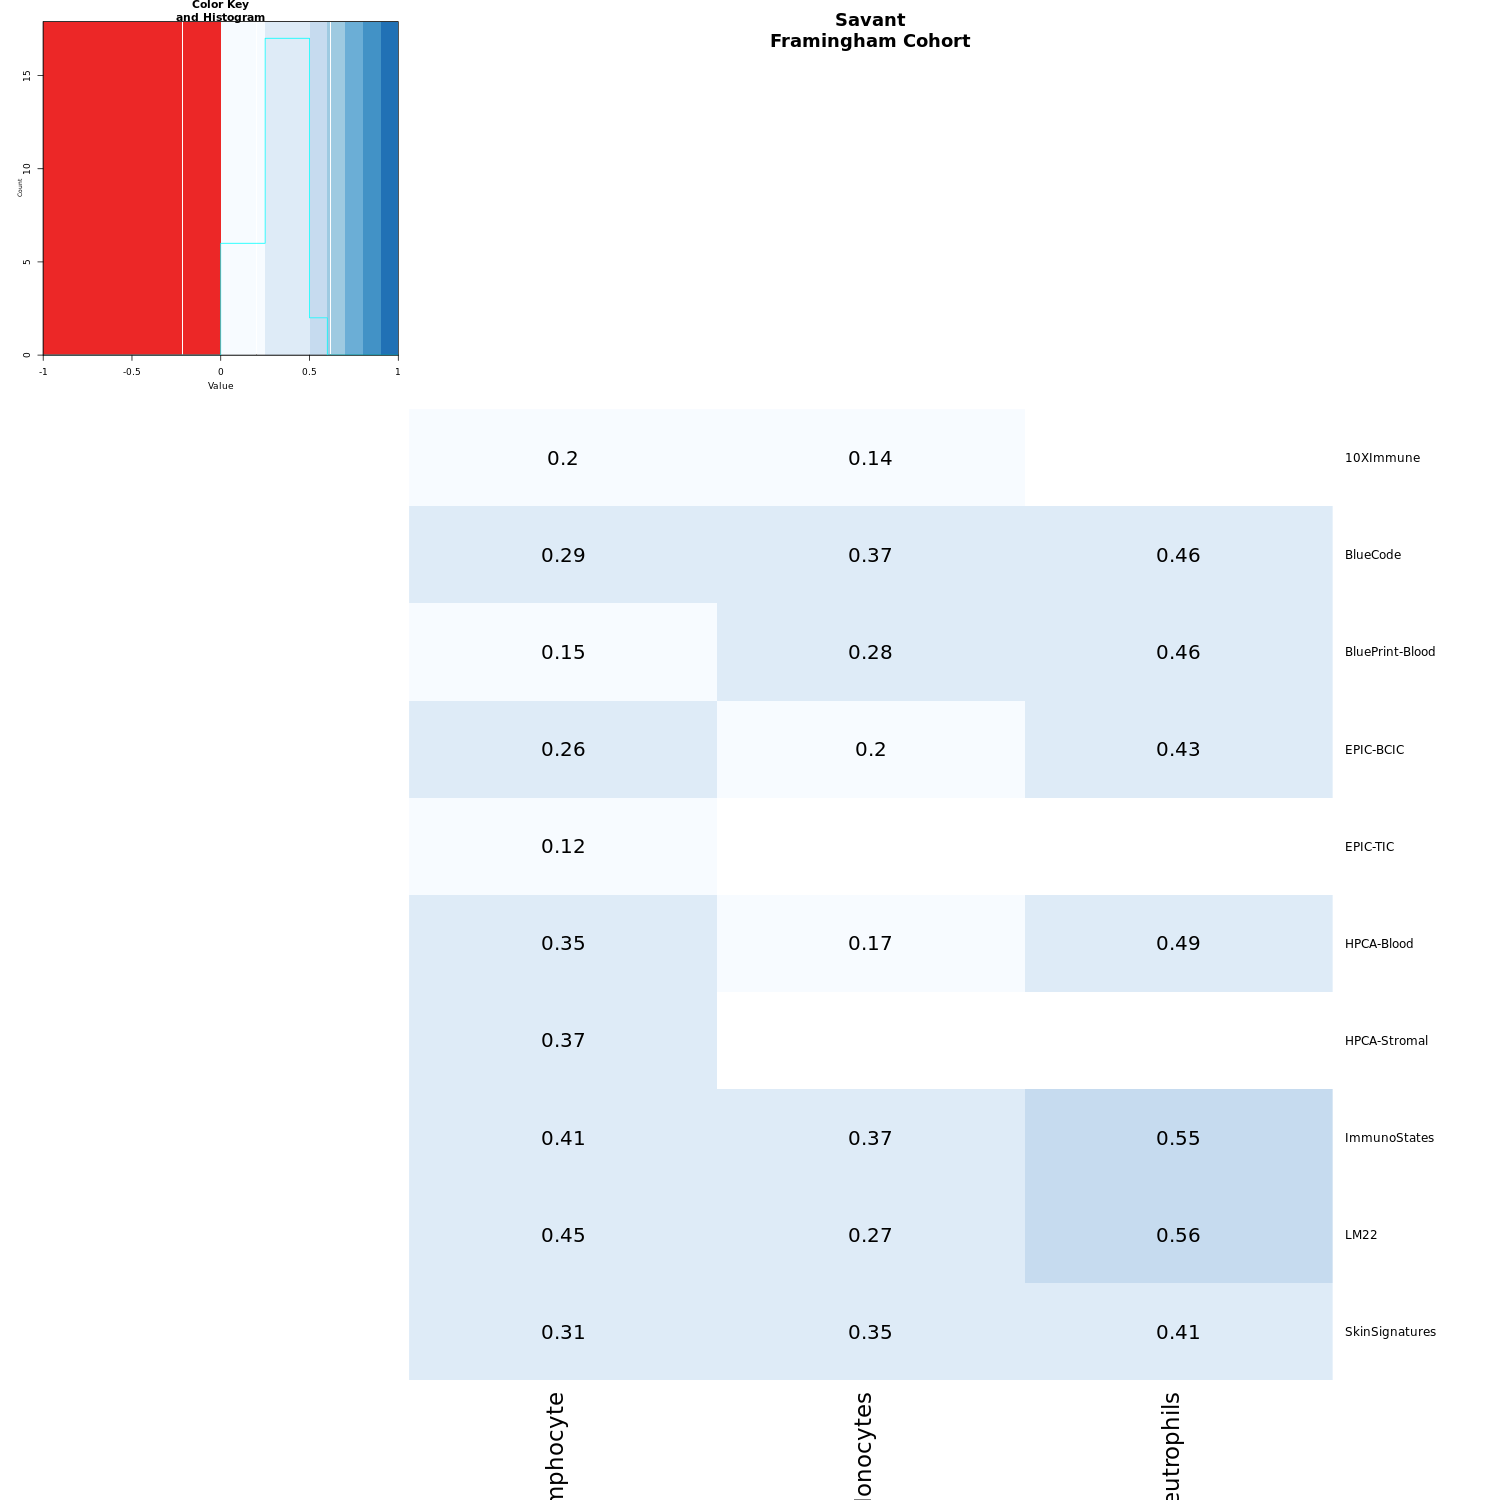 Color Key
and Histogram
Savant
Framingham Cohort
15
10
5
0
Count
-1 -0.5 0 0.5 1
Value
0.2 0.14 10XImmune
0.29 0.37 0.46 BlueCode
0.15 0.28 0.46 BluePrint-Blood
0.26 0.2 0.43 EPIC-BCIC
0.12 EPIC-TIC
0.35 0.17 0.49 HPCA-Blood
0.37 HPCA-Stromal
0.41 0.37 0.55 ImmunoStates
0.45 0.27 0.56 LM22
0.31 0.35 0.41 SkinSignatures
mphocyte
onocytes
eutrophils